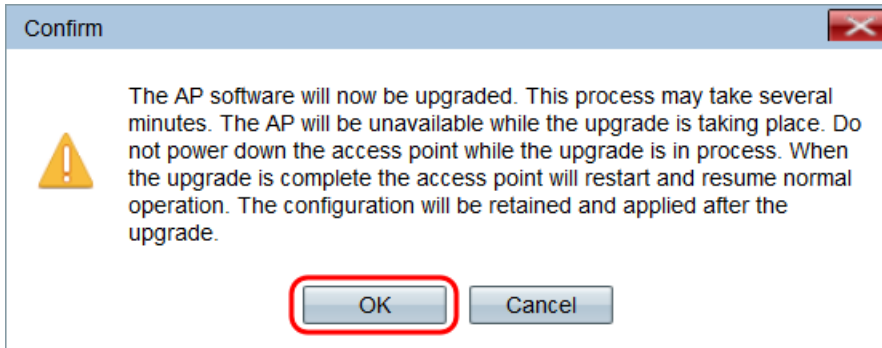 Confirm
The AP software will now be upgraded. This process may take several
minutes. The AP will be unavailable while the upgrade is taking place. Do
not power down the access point while the upgrade is in process. When
the upgrade is complete the access point will restart and resume normal
operation. The configuration will be retained and applied after the
upgrade.
OK Cancel